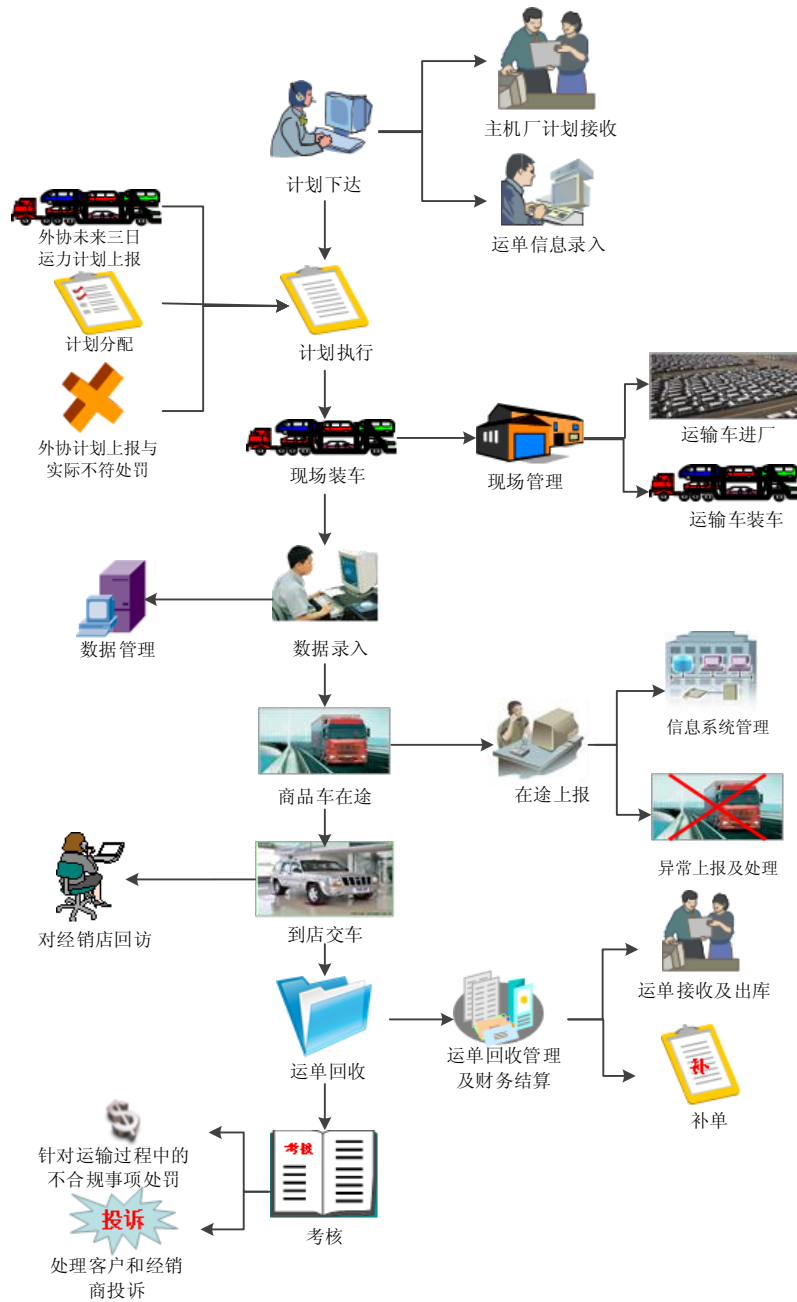 主机厂计划接收
计划下达
运单信息录入
外协未来三日
运力计划上报
计划分配
计划执行
外协计划上报与
实际不符处罚
现场装车
现场管理
运输车进厂
运输车装车
数据管理
数据录入
信息系统管理
商品车在途
在途上报
异常上报及处理
对经销店回访
到店交车
运单接收及出库
运单回收
运单回收管理
及财务结算
补
补单
针对运输过程中的
不合规事项处罚
考核
投诉
考核
处理客户和经销
商投诉